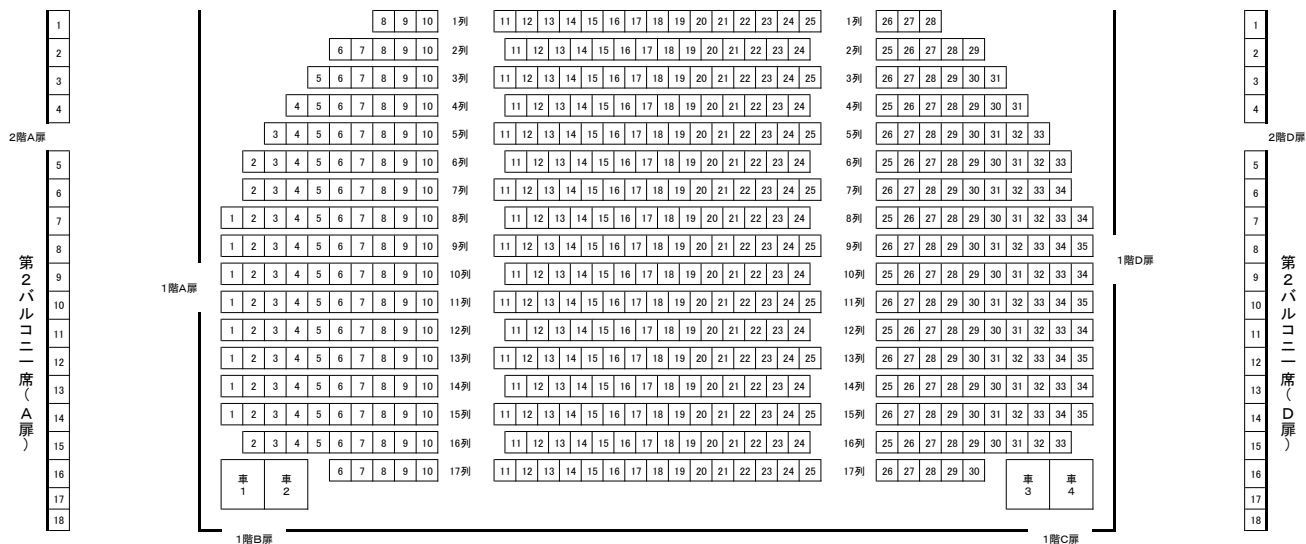 8 9 10 1列 11 12 13 14 15 16 17 18 19 20 21 22 23 24 25 1列 26 27 28
6 7 8 9 10 2列 11 12 13 14 15 16 17 18 19 20 21 22 23 24 2列 25 26 27 28 29
5 6 7 8 9 10 3列 11 12 13 14 15 16 17 18 19 20 21 22 23 24 25 3列 26 27 28 29 30 31
4 5 6 7 8 9 10 4列 11 12 13 14 15 16 17 18 19 20 21 22 23 24 4列 25 26 27 28 29 30 31
3 4 5 6 7 8 9 10 5列 11 12 13 14 15 16 17 18 19 20 21 22 23 24 25 5列 26 27 28 29 30 31 32 33
2 3 4 5 6 7 8 9 10 6列 11 12 13 14 15 16 17 18 19 20 21 22 23 24 6列 25 26 27 28 29 30 31 32 33
2 3 4 5 6 7 8 9 10 7列 11 12 13 14 15 16 17 18 19 20 21 22 23 24 25 7列 26 27 28 29 30 31 32 33 34
1 2 3 4 5 6 7 8 9 10 8列 11 12 13 14 15 16 17 18 19 20 21 22 23 24 8列 25 26 27 28 29 30 31 32 33 34
1 2 3 4 5 6 7 8 9 10 9列 11 12 13 14 15 16 17 18 19 20 21 22 23 24 25 9列 26 27 28 29 30 31 32 33 34 35
1 2 3 4 5 6 7 8 9 10 10列 11 12 13 14 15 16 17 18 19 20 21 22 23 24 10列 25 26 27 28 29 30 31 32 33 34
1 2 3 4 5 6 7 8 9 10 11列 11 12 13 14 15 16 17 18 19 20 21 22 23 24 25 11列 26 27 28 29 30 31 32 33 34 35
1 2 3 4 5 6 7 8 9 10 12列 11 12 13 14 15 16 17 18 19 20 21 22 23 24 12列 25 26 27 28 29 30 31 32 33 34
1 2 3 4 5 6 7 8 9 10 13列 11 12 13 14 15 16 17 18 19 20 21 22 23 24 25 13列 26 27 28 29 30 31 32 33 34 35
1 2 3 4 5 6 7 8 9 10 14列 11 12 13 14 15 16 17 18 19 20 21 22 23 24 14列 25 26 27 28 29 30 31 32 33 34
1 2 3 4 5 6 7 8 9 10 15列 11 12 13 14 15 16 17 18 19 20 21 22 23 24 25 15列 26 27 28 29 30 31 32 33 34 35
2 3 4 5 6 7 8 9 10 16列 11 12 13 14 15 16 17 18 19 20 21 22 23 24 16列 25 26 27 28 29 30 31 32 33
6 7 8 9 10 17列 11 12 13 14 15 16 17 18 19 20 21 22 23 24 25 17列 26 27 28 29 30
車1 車2
車3 車4
1階A扉
1階B扉
1階C扉
1階D扉
2階A扉
第2バルコニー席(A扉)
1
2
3
4
5
6
7
8
9
10
11
12
13
14
15
16
17
18
2階D扉
第2バルコニー席(D扉)
1
2
3
4
5
6
7
8
9
10
11
12
13
14
15
16
17
18